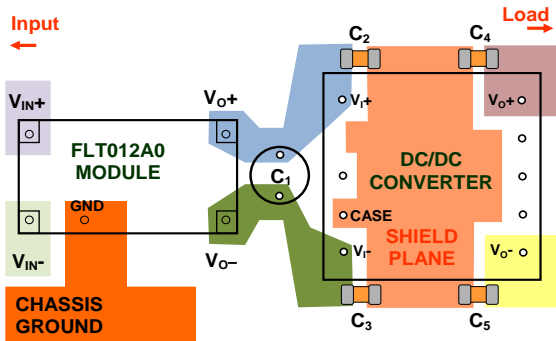 Input
Load
C2
C4
VIN+
VO+
VI+
VO+
FLT012A0
MODULE
C1
DC/DC
CONVERTER
GND
CASE
SHIELD
PLANE
VIN-
VO–
VI-
VO-
CHASSIS
GROUND
C3
C5